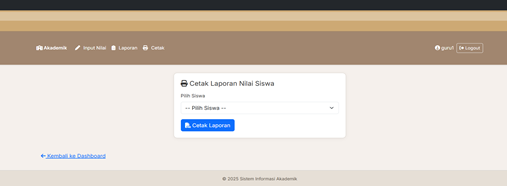 Akademik Input Nilai Laporan Cetak guru1 Logout
Cetak Laporan Nilai Siswa
Pilih Siswa
-- Pilih Siswa --
Cetak Laporan
Kembali ke Dashboard
© 2025 Sistem Informasi Akademik